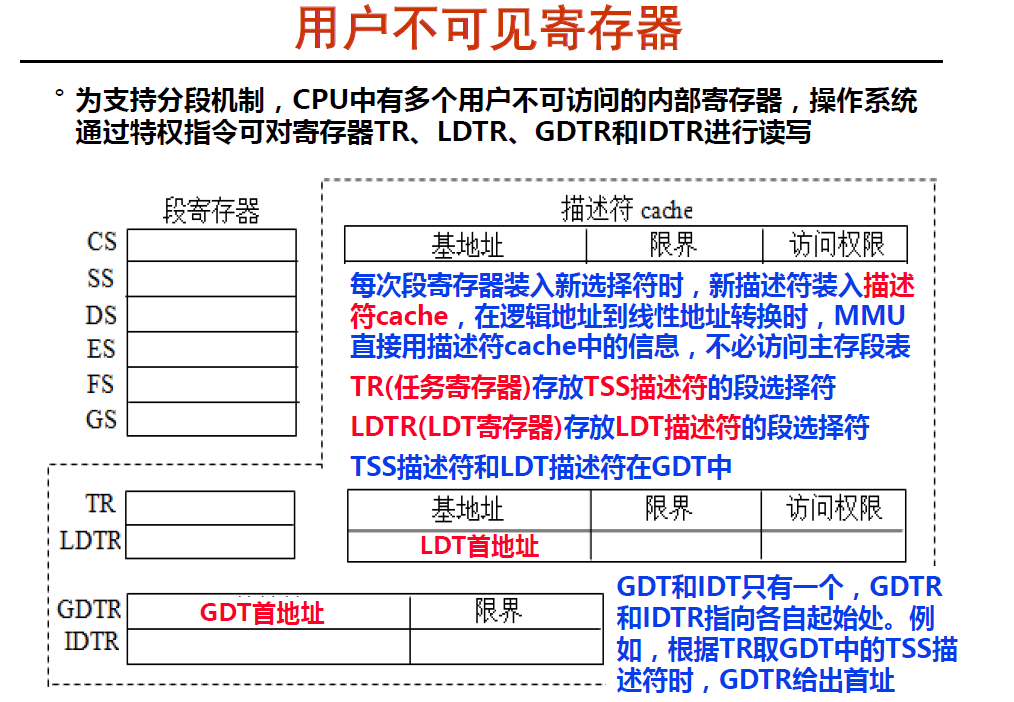 用户不可见寄存器
° 为支持分段机制，CPU中有多个用户不可访问的内部寄存器，操作系统
通过特权指令可对寄存器TR、LDTR、GDTR和IDTR进行读写
段寄存器
CS
SS
DS
ES
FS
GS
描述符 cache
基地址 限界 访问权限
每次段寄存器装入新选择符时，新描述符装入描述
符cache，在逻辑地址到线性地址转换时，MMU
直接用描述符cache中的信息，不必访问主存段表
TR(任务寄存器)存放TSS描述符的段选择符
LDTR(LDT寄存器)存放LDT描述符的段选择符
TSS描述符和LDT描述符在GDT中
TR
LDTR
基地址 限界 访问权限
LDT首地址
GDTR GDT首地址 限界
IDTR
GDT和IDT只有一个，GDTR
和IDTR指向各自起始处。例
如，根据TR取GDT中的TSS描
述符时，GDTR给出首址